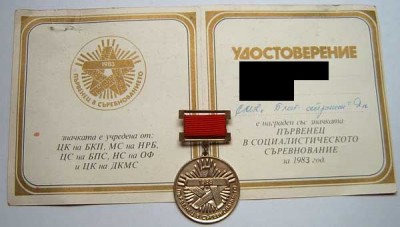 1983
ПЪРВЕНЕЦ В СЪРЕВНОВАНИЕТО
значката е учредена от:
ЦК на БКП, МС на НРБ,
ЦС на БПС, НС на ОФ
и ЦК на ДКМС
УДОСТОВЕРЕНИЕ
е награден със значката
ПЪРВЕНЕЦ
В СОЦИАЛИСТИЧЕСКОТО
СЪРЕВНОВАНИЕ
за 1983 год.